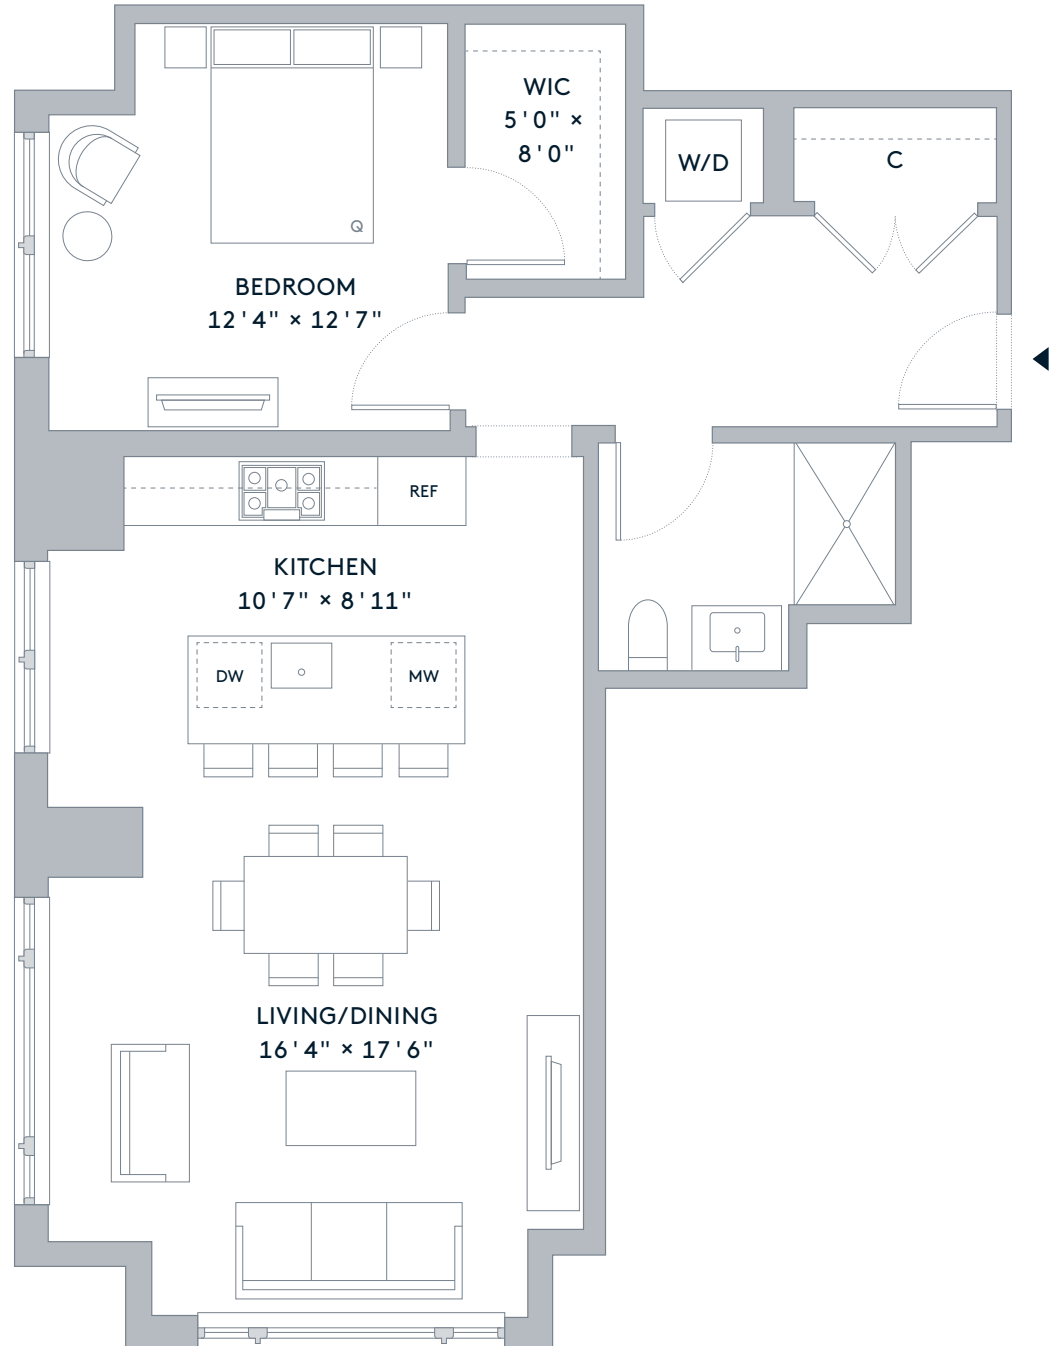 WIC
5'0" ×
8'0"
W/D
C
Q
BEDROOM
12'4" × 12'7"
REF
KITCHEN
10'7" × 8'11"
DW
MW
LIVING/DINING
16'4" × 17'6"